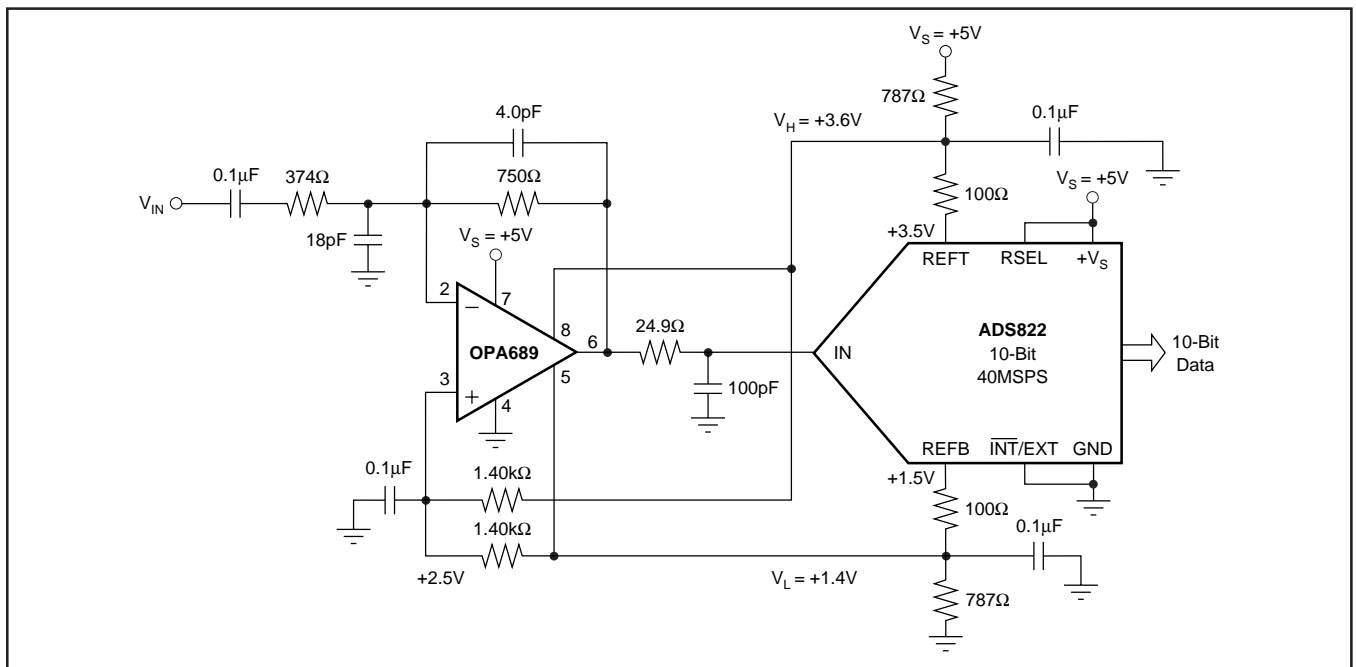 V_S = +5V
787Ω
0.1μF
V_H = +3.6V
4.0pF
0.1μF
374Ω
750Ω
V_IN
18pF
V_S = +5V
V_S = +5V
100Ω
+3.5V
REFT
RSEL
+V_S
2
−
7
8
OPA689
6
5
3
+
4
24.9Ω
100pF
IN
ADS822
10-Bit
40MSPS
10-Bit
Data
REFB
I̅N̅T̅/EXT
GND
0.1μF
1.40kΩ
1.40kΩ
+2.5V
+1.5V
100Ω
0.1μF
V_L = +1.4V
787Ω